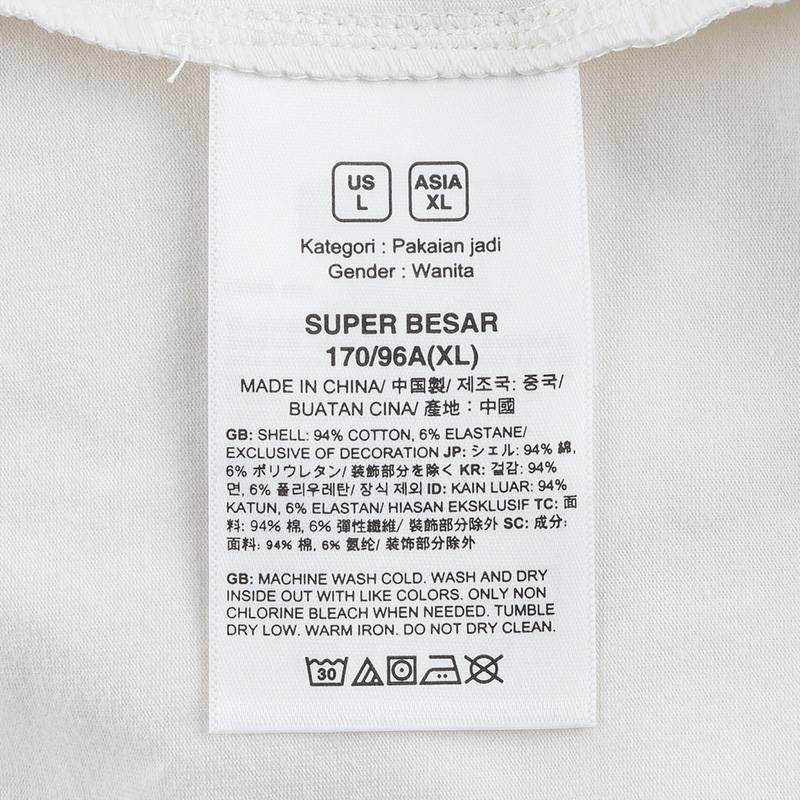 US
L
ASIA
XL
Kategori : Pakaian jadi
Gender : Wanita
SUPER BESAR
170/96A(XL)
MADE IN CHINA/ 中国製/ 제조국: 중국/
BUATAN CINA/ 產地：中國
GB: SHELL: 94% COTTON, 6% ELASTANE/
EXCLUSIVE OF DECORATION JP: シェル: 94% 綿,
6% ポリウレタン/ 装飾部分を除く KR: 겉감: 94%
면, 6% 폴리우레탄/ 장식 제외 ID: KAIN LUAR: 94%
KATUN, 6% ELASTAN/ HIASAN EKSKLUSIF TC: 面
料: 94% 棉, 6% 彈性纖維/ 裝飾部分除外 SC: 成分:
面料: 94% 棉, 6% 氨纶/ 装饰部分除外
GB: MACHINE WASH COLD. WASH AND DRY
INSIDE OUT WITH LIKE COLORS. ONLY NON
CHLORINE BLEACH WHEN NEEDED. TUMBLE
DRY LOW. WARM IRON. DO NOT DRY CLEAN.
30